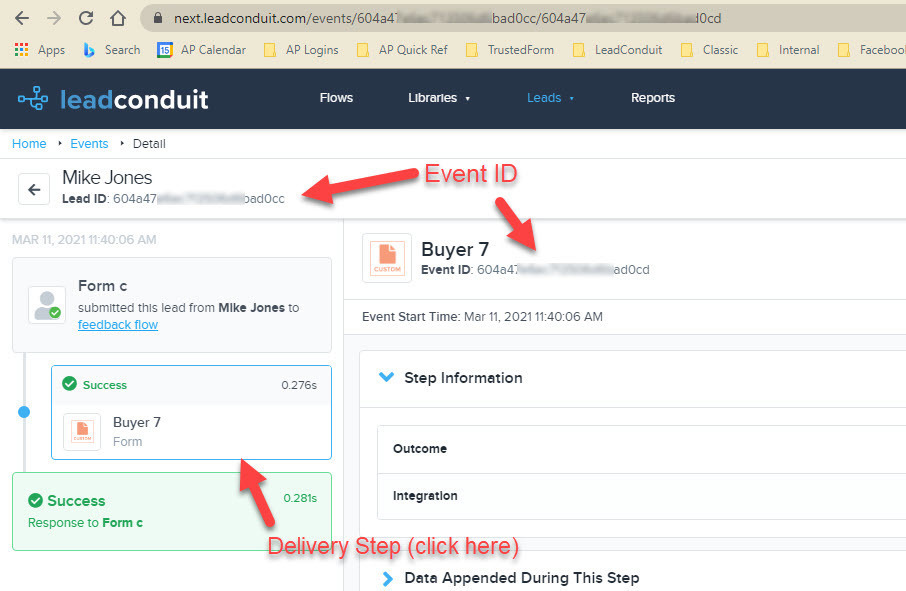 next.leadconduit.com/events/604a47 bad0cc/604a47 d0cd
Apps Search AP Calendar AP Logins AP Quick Ref TrustedForm LeadConduit Classic Internal Faceboo
15
leadconduit Flows Libraries Leads Reports
Home Events Detail
Mike Jones
Lead ID: 604a47 bad0cc
Event ID
MAR 11, 2021 11:40:06 AM
Form c
submitted this lead from Mike Jones to
feedback flow
Success 0.276s
CUSTOM
Buyer 7
Form
Success 0.281s
Response to Form c
Delivery Step (click here)
CUSTOM
Buyer 7
Event ID: 604a47 ad0cd
Event Start Time: Mar 11, 2021 11:40:06 AM
Step Information
Outcome
Integration
Data Appended During This Step